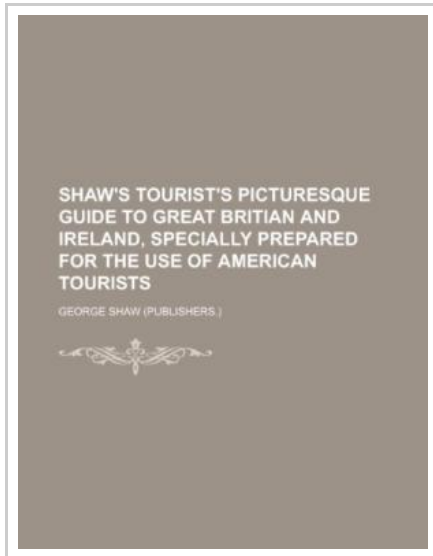 SHAW'S TOURIST'S PICTURESQUE
GUIDE TO GREAT BRITIAN AND
IRELAND, SPECIALLY PREPARED
FOR THE USE OF AMERICAN
TOURISTS
GEORGE SHAW (PUBLISHERS.)